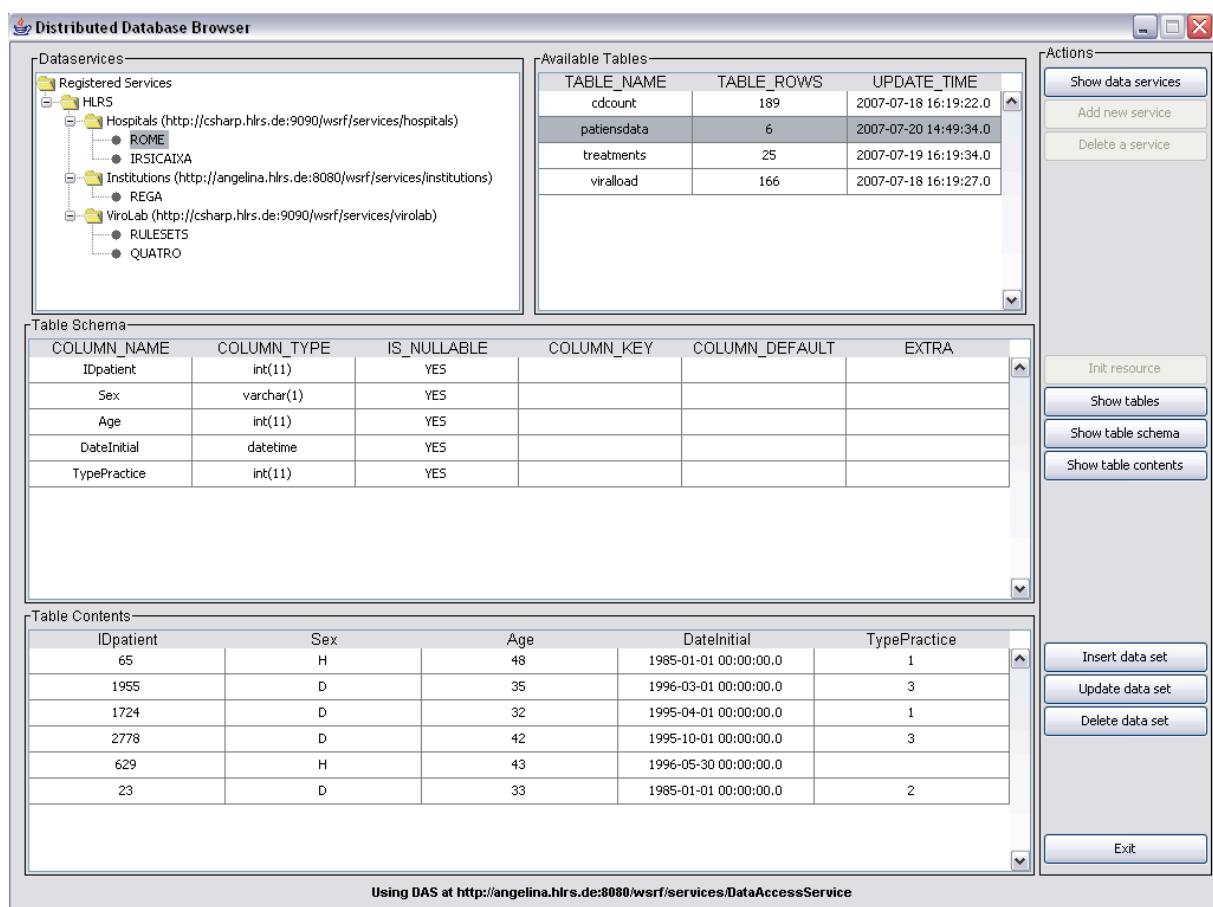 Distributed Database Browser
Dataservices
Registered Services
HLRS
Hospitals (http://csharp.hlrs.de:9090/wsrf/services/hospitals)
ROME
IRSICAIXA
Institutions (http://angelina.hlrs.de:8080/wsrf/services/institutions)
REGA
ViroLab (http://csharp.hlrs.de:9090/wsrf/services/virolab)
RULESETS
QUATRO
Available Tables
TABLE_NAME TABLE_ROWS UPDATE_TIME
cdcount 189 2007-07-18 16:19:22.0
patiensdata 6 2007-07-20 14:49:34.0
treatments 25 2007-07-19 16:19:34.0
viralload 166 2007-07-18 16:19:27.0
Actions
Show data services
Add new service
Delete a service
Table Schema
COLUMN_NAME COLUMN_TYPE IS_NULLABLE COLUMN_KEY COLUMN_DEFAULT EXTRA
IDpatient int(11) YES
Sex varchar(1) YES
Age int(11) YES
DateInitial datetime YES
TypePractice int(11) YES
Init resource
Show tables
Show table schema
Show table contents
Table Contents
IDpatient Sex Age DateInitial TypePractice
65 H 48 1985-01-01 00:00:00.0 1
1955 D 35 1996-03-01 00:00:00.0 3
1724 D 32 1995-04-01 00:00:00.0 1
2778 D 42 1995-10-01 00:00:00.0 3
629 H 43 1996-05-30 00:00:00.0
23 D 33 1985-01-01 00:00:00.0 2
Insert data set
Update data set
Delete data set
Exit
Using DAS at http://angelina.hlrs.de:8080/wsrf/services/DataAccessService